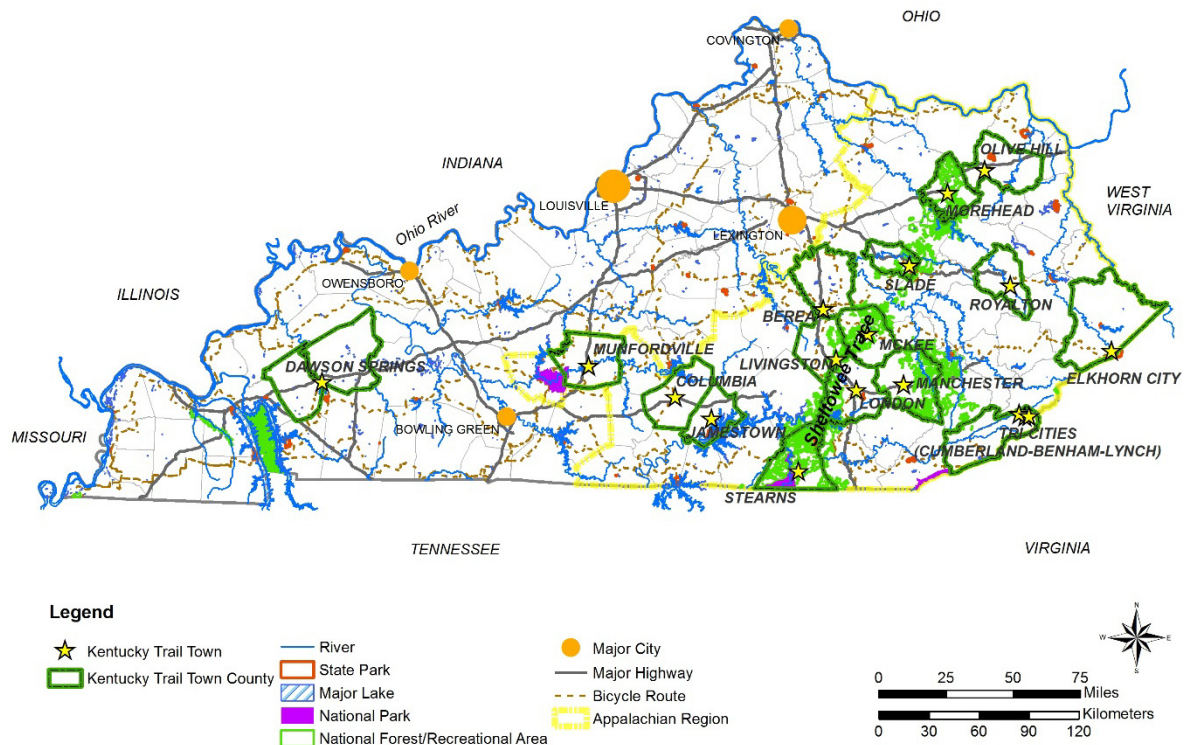 OHIO
COVINGTON
INDIANA
OLIVE HILL
WEST
VIRGINIA
LOUISVILLE
MOREHEAD
Ohio River
LEXINGTON
ILLINOIS
OWENSBORO
SLADE
ROYALTON
BEREA
MUNFORDVILLE
MCKEE
DAWSON SPRINGS
LIVINGSTON
ELKHORN CITY
COLUMBIA
MANCHESTER
Sheltowee Trace
LONDON
MISSOURI
BOWLING GREEN
JAMESTOWN
TRI-CITIES
(CUMBERLAND-BENHAM-LYNCH)
STEARNS
TENNESSEE
VIRGINIA
Legend
Kentucky Trail Town
Kentucky Trail Town County
River
State Park
Major Lake
National Park
National Forest/Recreational Area
Major City
Major Highway
Bicycle Route
Appalachian Region
N
W E
S
0 25 50 75
Miles
Kilometers
0 30 60 90 120